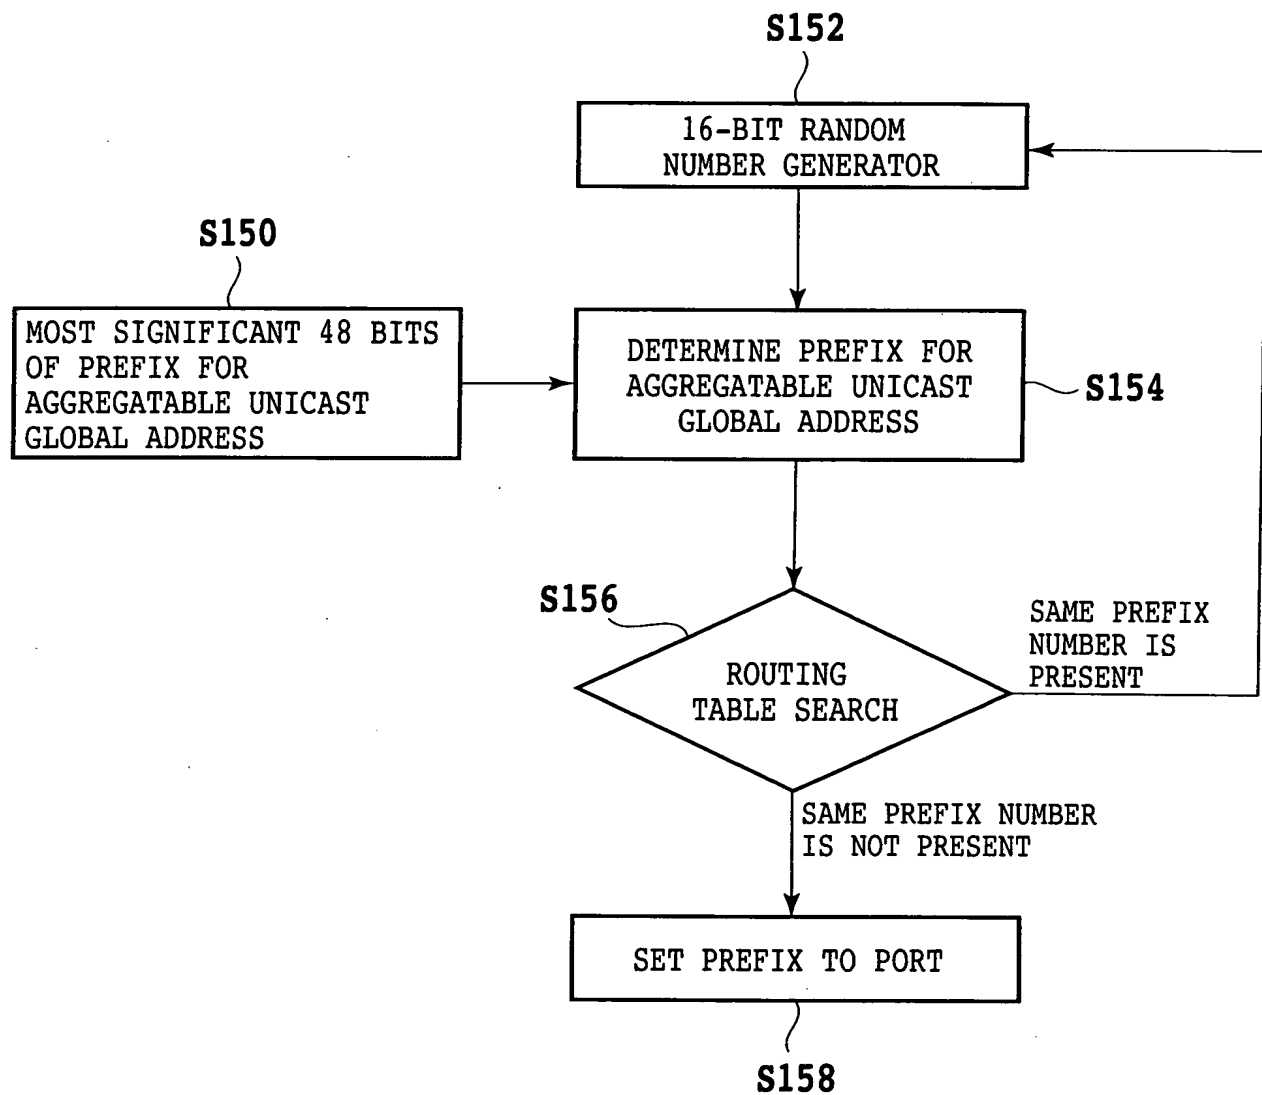 S152
16-BIT RANDOM
NUMBER GENERATOR
S150
MOST SIGNIFICANT 48 BITS
OF PREFIX FOR
AGGREGATABLE UNICAST
GLOBAL ADDRESS
DETERMINE PREFIX FOR
AGGREGATABLE UNICAST
GLOBAL ADDRESS
S154
S156
ROUTING
TABLE SEARCH
SAME PREFIX
NUMBER IS
PRESENT
SAME PREFIX NUMBER
IS NOT PRESENT
SET PREFIX TO PORT
S158